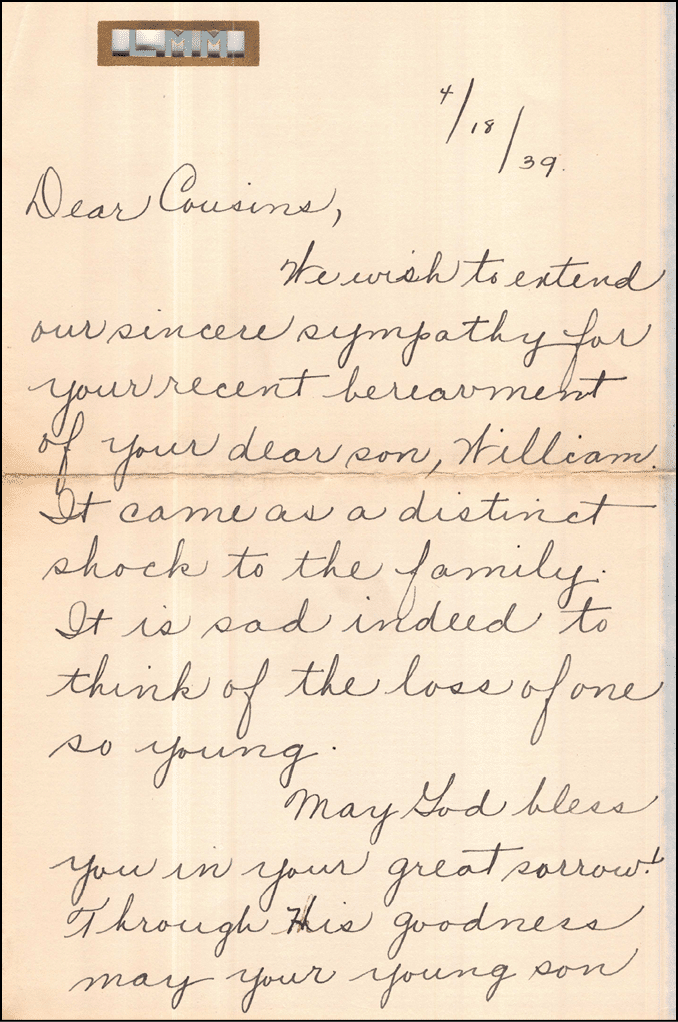 LMM
4/18/39.
Dear Cousins,
We wish to extend
our sincere sympathy for
your recent bereavment
of your dear son, William.
It came as a distinct
shock to the family.
It is sad indeed to
think of the loss of one
so young.
May God bless
you in your great sorrow!
Through His goodness
may your young son